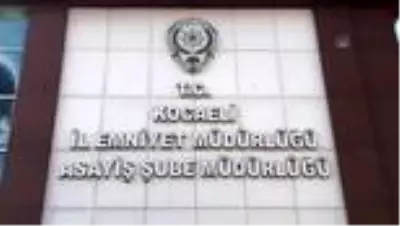 T.C.
KOCAELİ
İL EMNİYET MÜDÜRLÜĞÜ
ASAYİŞ ŞUBE MÜDÜRLÜĞÜ